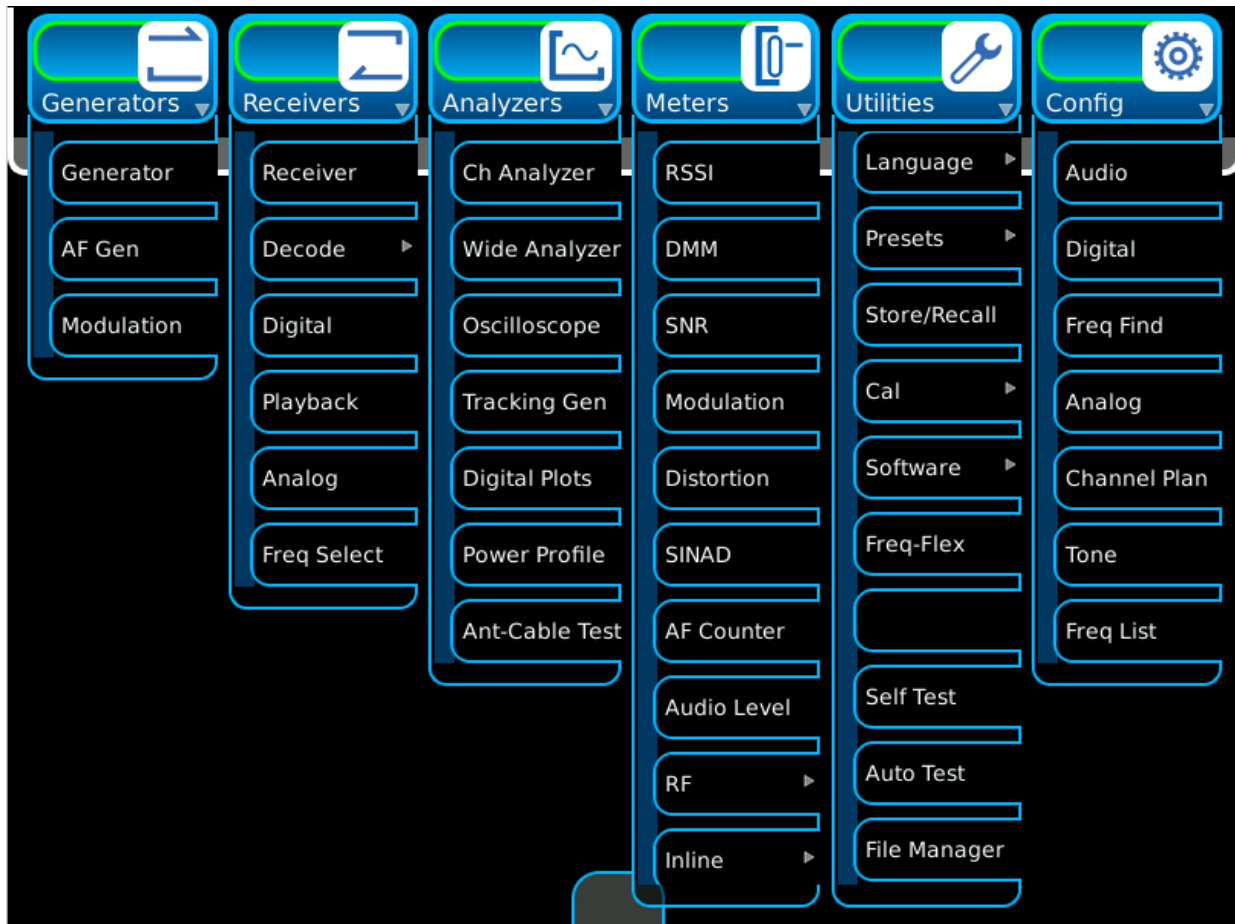 Generators
Receivers
Analyzers
Meters
Utilities
Config
Generator
AF Gen
Modulation
Receiver
Decode
Digital
Playback
Analog
Freq Select
Ch Analyzer
Wide Analyzer
Oscilloscope
Tracking Gen
Digital Plots
Power Profile
Ant-Cable Test
RSSI
DMM
SNR
Modulation
Distortion
SINAD
AF Counter
Audio Level
RF
Inline
Language
Presets
Store/Recall
Cal
Software
Freq-Flex
Self Test
Auto Test
File Manager
Audio
Digital
Freq Find
Analog
Channel Plan
Tone
Freq List